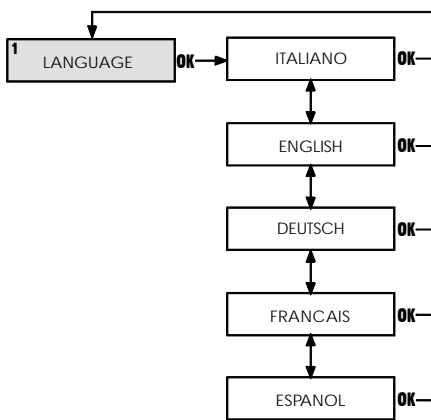 1
LANGUAGE OK ITALIANO OK
ENGLISH OK
DEUTSCH OK
FRANCAIS OK
ESPANOL OK